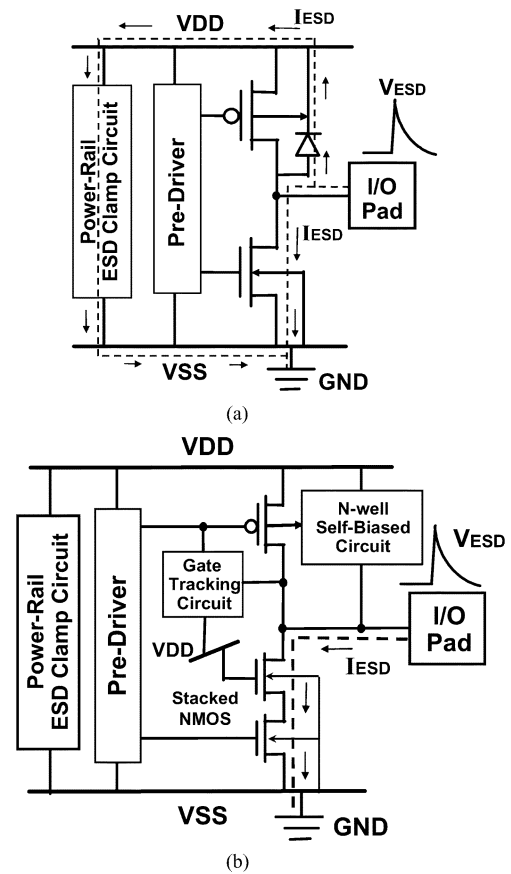 VDD
IESD
VESD
Power-Rail
ESD Clamp Circuit
Pre-Driver
I/O
Pad
IESD
VSS
GND
(a)
VDD
N-well
Self-Biased
Circuit
VESD
Power-Rail
ESD Clamp Circuit
Pre-Driver
Gate
Tracking
Circuit
I/O
Pad
VDD
IESD
Stacked
NMOS
VSS
GND
(b)